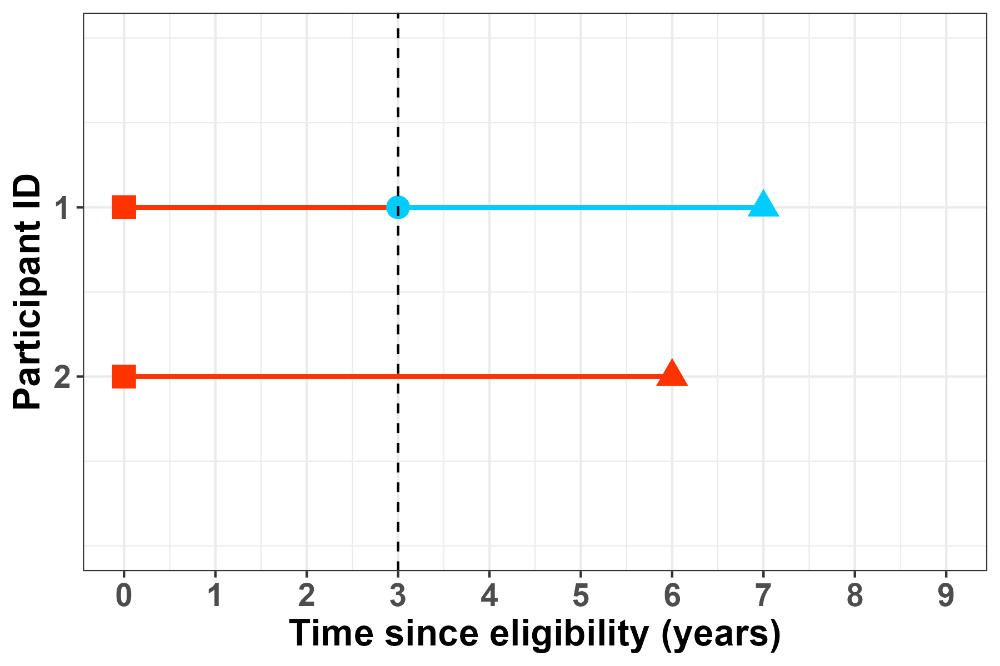 Participant ID
1
2
0 1 2 3 4 5 6 7 8 9
Time since eligibility (years)